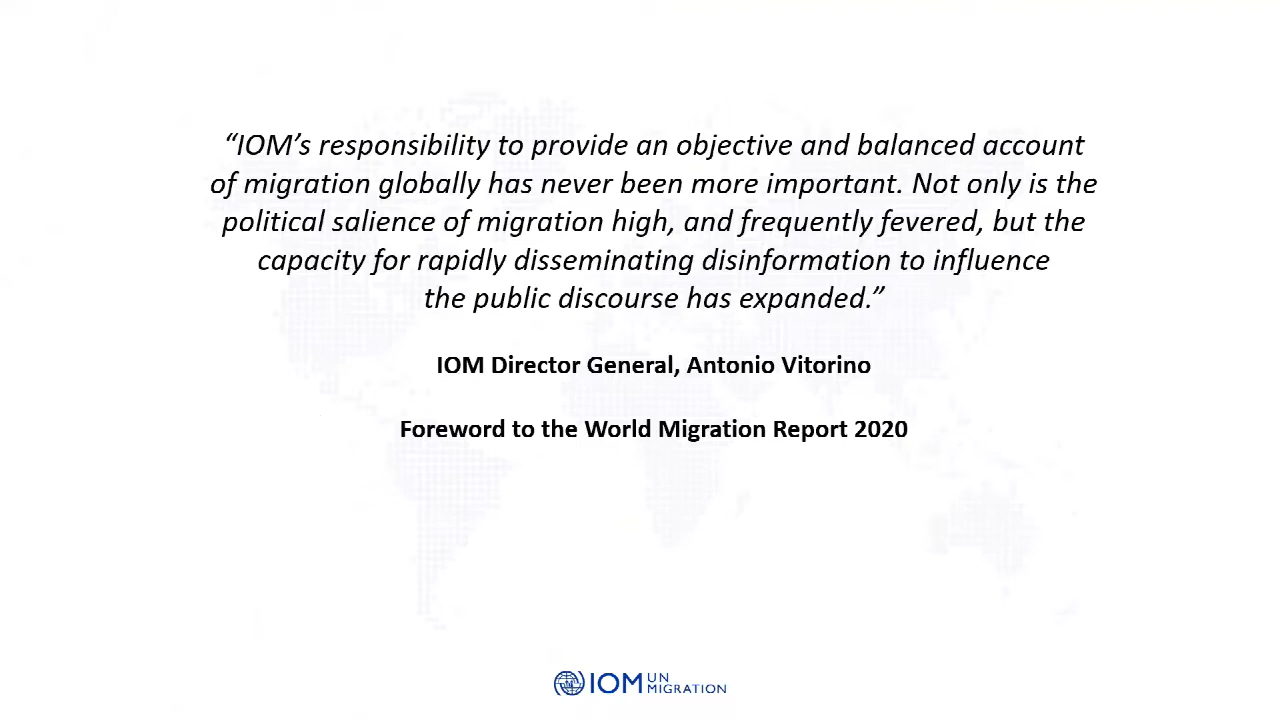 “IOM’s responsibility to provide an objective and balanced account
of migration globally has never been more important. Not only is the
political salience of migration high, and frequently fevered, but the
capacity for rapidly disseminating disinformation to influence
the public discourse has expanded.”
IOM Director General, Antonio Vitorino
Foreword to the World Migration Report 2020
IOM UN
MIGRATION